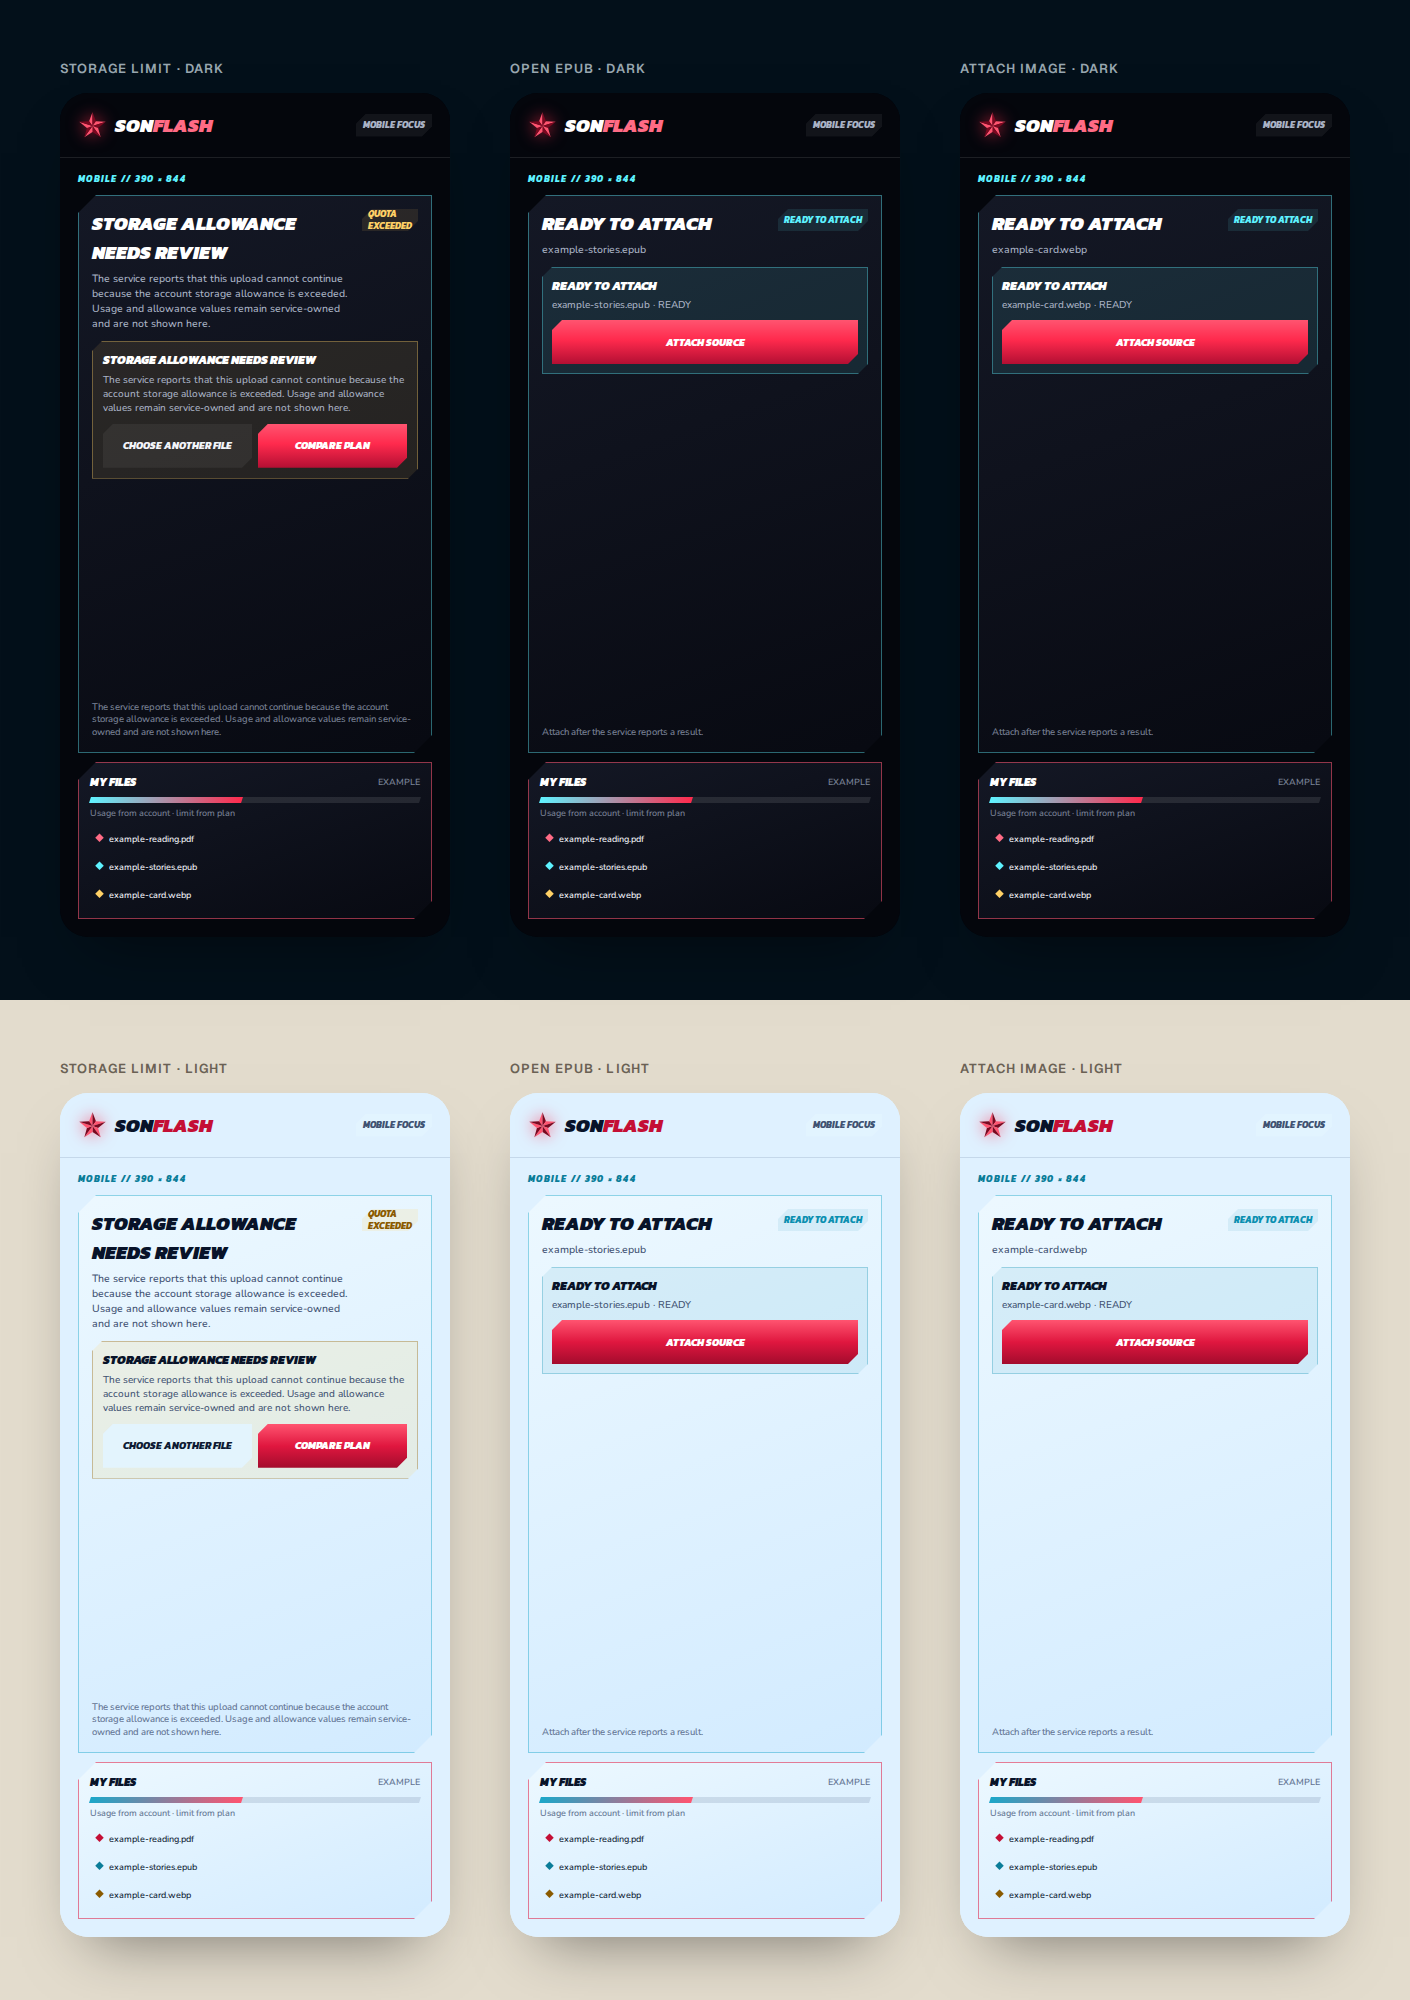 STORAGE LIMIT · DARK
SONFLASH
MOBILE FOCUS
MOBILE // 390 × 844
STORAGE ALLOWANCE
NEEDS REVIEW
QUOTA
EXCEEDED
The service reports that this upload cannot continue
because the account storage allowance is exceeded.
Usage and allowance values remain service-owned
and are not shown here.
STORAGE ALLOWANCE NEEDS REVIEW
The service reports that this upload cannot continue because the
account storage allowance is exceeded. Usage and allowance
values remain service-owned and are not shown here.
CHOOSE ANOTHER FILE
COMPARE PLAN
The service reports that this upload cannot continue because the account
storage allowance is exceeded. Usage and allowance values remain service-
owned and are not shown here.
MY FILES
EXAMPLE
Usage from account · limit from plan
example-reading.pdf
example-stories.epub
example-card.webp
OPEN EPUB · DARK
SONFLASH
MOBILE FOCUS
MOBILE // 390 × 844
READY TO ATTACH
READY TO ATTACH
example-stories.epub
READY TO ATTACH
example-stories.epub · READY
ATTACH SOURCE
Attach after the service reports a result.
MY FILES
EXAMPLE
Usage from account · limit from plan
example-reading.pdf
example-stories.epub
example-card.webp
ATTACH IMAGE · DARK
SONFLASH
MOBILE FOCUS
MOBILE // 390 × 844
READY TO ATTACH
READY TO ATTACH
example-card.webp
READY TO ATTACH
example-card.webp · READY
ATTACH SOURCE
Attach after the service reports a result.
MY FILES
EXAMPLE
Usage from account · limit from plan
example-reading.pdf
example-stories.epub
example-card.webp
STORAGE LIMIT · LIGHT
SONFLASH
MOBILE FOCUS
MOBILE // 390 × 844
STORAGE ALLOWANCE
NEEDS REVIEW
QUOTA
EXCEEDED
The service reports that this upload cannot continue
because the account storage allowance is exceeded.
Usage and allowance values remain service-owned
and are not shown here.
STORAGE ALLOWANCE NEEDS REVIEW
The service reports that this upload cannot continue because the
account storage allowance is exceeded. Usage and allowance
values remain service-owned and are not shown here.
CHOOSE ANOTHER FILE
COMPARE PLAN
The service reports that this upload cannot continue because the account
storage allowance is exceeded. Usage and allowance values remain service-
owned and are not shown here.
MY FILES
EXAMPLE
Usage from account · limit from plan
example-reading.pdf
example-stories.epub
example-card.webp
OPEN EPUB · LIGHT
SONFLASH
MOBILE FOCUS
MOBILE // 390 × 844
READY TO ATTACH
READY TO ATTACH
example-stories.epub
READY TO ATTACH
example-stories.epub · READY
ATTACH SOURCE
Attach after the service reports a result.
MY FILES
EXAMPLE
Usage from account · limit from plan
example-reading.pdf
example-stories.epub
example-card.webp
ATTACH IMAGE · LIGHT
SONFLASH
MOBILE FOCUS
MOBILE // 390 × 844
READY TO ATTACH
READY TO ATTACH
example-card.webp
READY TO ATTACH
example-card.webp · READY
ATTACH SOURCE
Attach after the service reports a result.
MY FILES
EXAMPLE
Usage from account · limit from plan
example-reading.pdf
example-stories.epub
example-card.webp